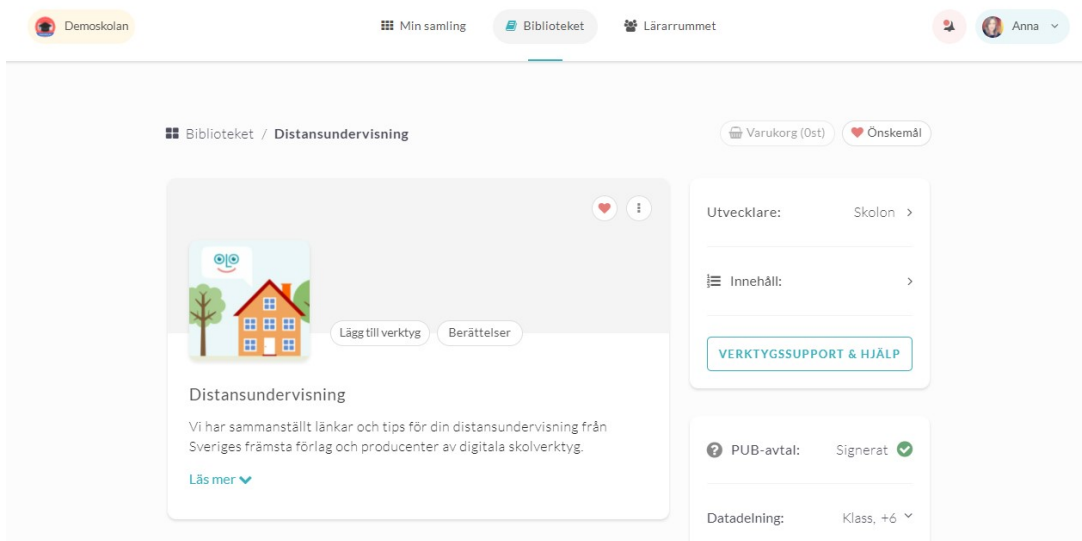 Demoskolan
Min samling
Biblioteket
Lärarrummet
Anna
Biblioteket / Distansundervisning
Varukorg (0st)
Önskemål
Lägg till verktyg
Berättelser
Distansundervisning
Vi har sammanställt länkar och tips för din distansundervisning från
Sveriges främsta förlag och producenter av digitala skolverktyg.
Läs mer
Utvecklare: Skolon
Innehåll:
VERKTYGSSUPPORT & HJÄLP
PUB-avtal: Signerat
Datadelning: Klass, +6